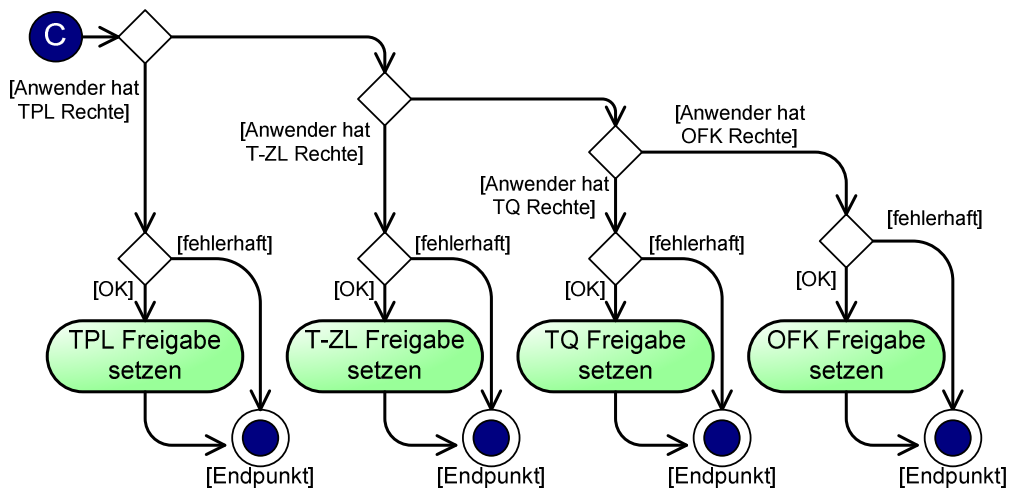 C
[Anwender hat
TPL Rechte]
[Anwender hat
T-ZL Rechte]
[Anwender hat
OFK Rechte]
[Anwender hat
TQ Rechte]
[fehlerhaft]
[fehlerhaft]
[fehlerhaft]
[fehlerhaft]
[OK]
[OK]
[OK]
[OK]
TPL Freigabe
setzen
T-ZL Freigabe
setzen
TQ Freigabe
setzen
OFK Freigabe
setzen
[Endpunkt]
[Endpunkt]
[Endpunkt]
[Endpunkt]